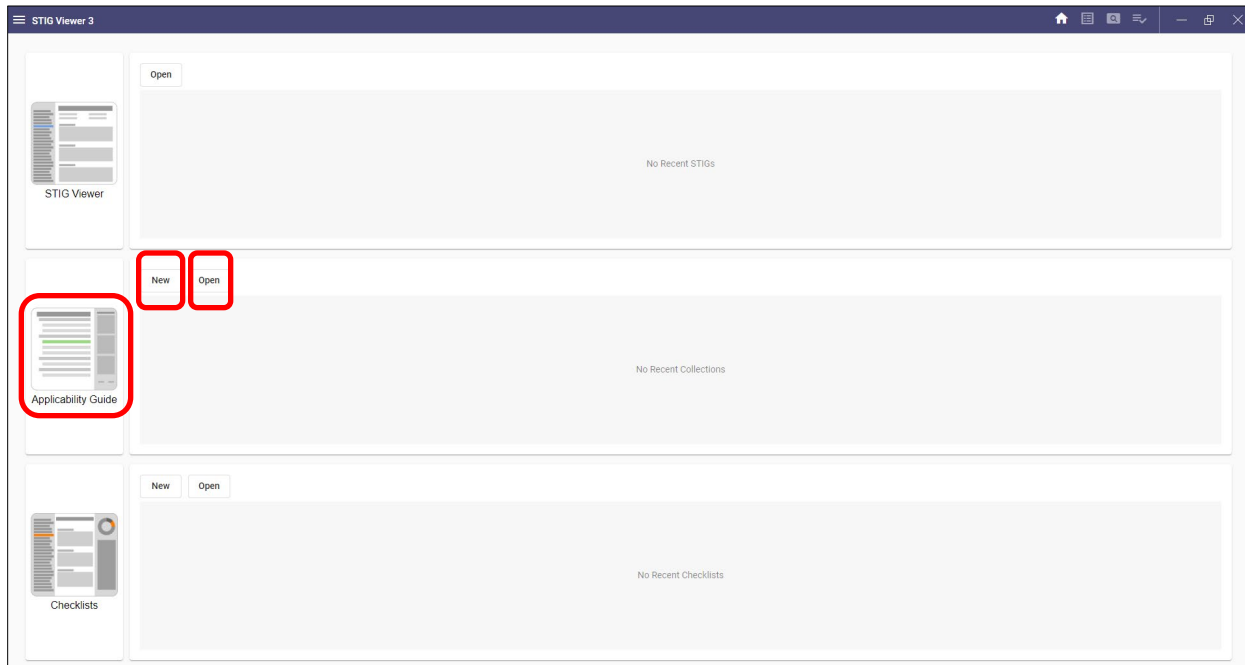 STIG Viewer 3
Open
No Recent STIGs
STIG Viewer
New Open
No Recent Collections
Applicability Guide
New Open
No Recent Checklists
Checklists